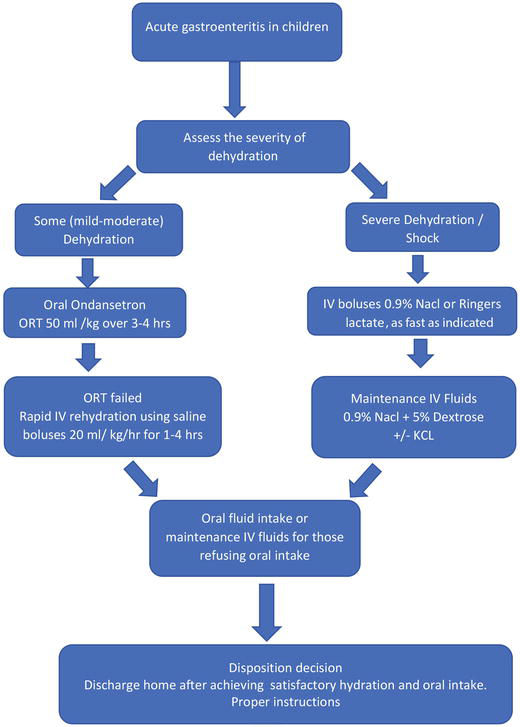 Acute gastroenteritis in children
Assess the severity of
dehydration
Some (mild-moderate)
Dehydration
Severe Dehydration /
Shock
Oral Ondansetron
ORT 50 ml /kg over 3-4 hrs
IV boluses 0.9% Nacl or Ringers
lactate, as fast as indicated
ORT failed
Rapid IV rehydration using saline
boluses 20 ml/ kg/hr for 1-4 hrs
Maintenance IV Fluids
0.9% Nacl + 5% Dextrose
+/- KCL
Oral fluid intake or
maintenance IV fluids for those
refusing oral intake
Disposition decision
Discharge home after achieving satisfactory hydration and oral intake.
Proper instructions